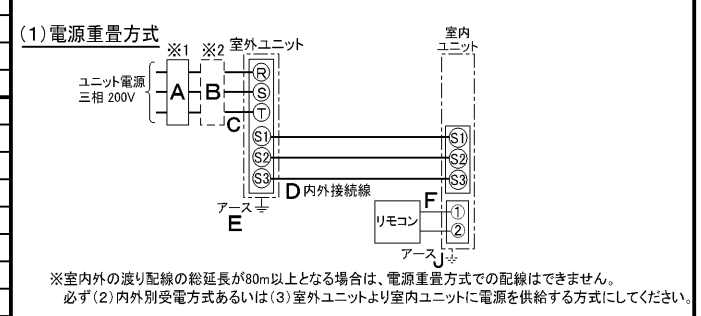 (1)電源重畳方式
※1 ※2 室外ユニット
室内
ユニット
ユニット電源
三相 200V
A
B
C
R
S
T
S1
S2
S3
S1
S2
S3
D 内外接続線
アース
E
F
リモコン
1
2
アース J
※室内外の渡り配線の総延長が80m以上となる場合は、電源重畳方式での配線はできません。
必ず(2)内外別受電方式あるいは(3)室外ユニットより室内ユニットに電源を供給する方式にしてください。